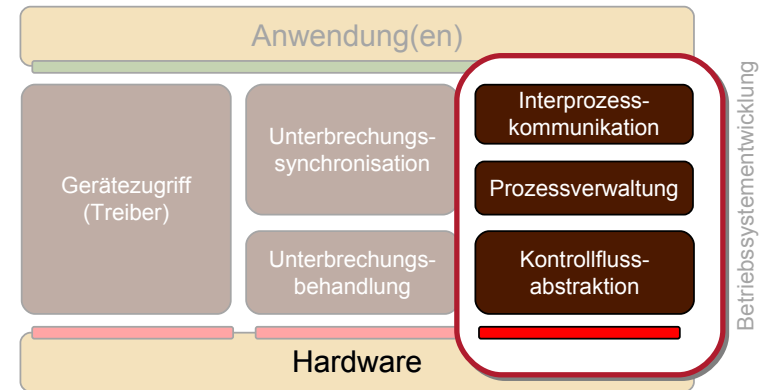 Anwendung(en)
Interprozess-
kommunikation
Unterbrechungs-
synchronisation
Gerätezugriff
(Treiber)
Prozessverwaltung
Unterbrechungs-
behandlung
Kontrollfluss-
abstraktion
Hardware
Betriebssystementwicklung